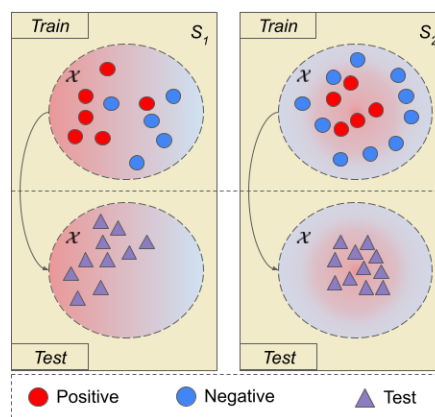 Train
S1
Train
S2
𝒳
𝒳
𝒳
𝒳
Test
Test
Positive
Negative
Test